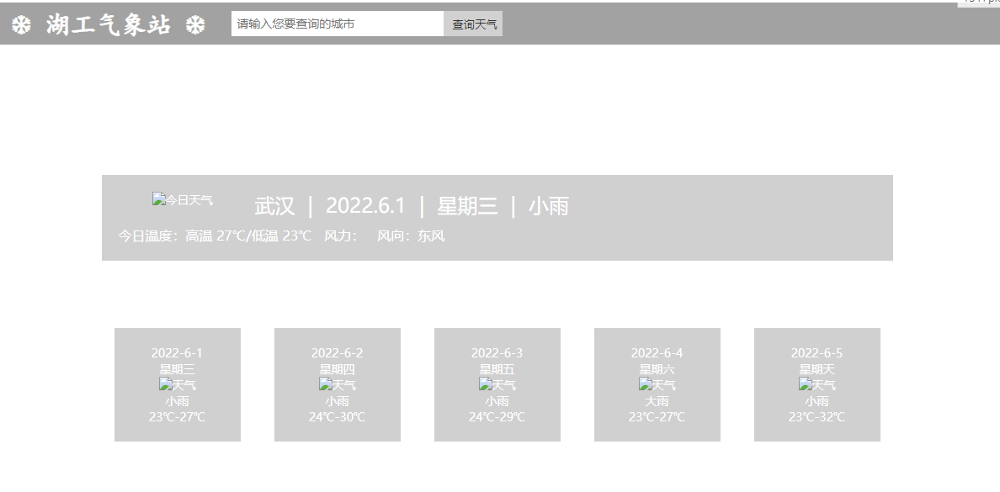 ❄ 湖工气象站 ❄ 请输入您要查询的城市 查询天气
今日天气 武汉 | 2022.6.1 | 星期三 | 小雨
今日温度：高温 27℃/低温 23℃ 风力： 风向：东风
2022-6-1
星期三
天气
小雨
23℃-27℃
2022-6-2
星期四
天气
小雨
24℃-30℃
2022-6-3
星期五
天气
小雨
24℃-29℃
2022-6-4
星期六
天气
大雨
23℃-27℃
2022-6-5
星期天
天气
小雨
23℃-32℃